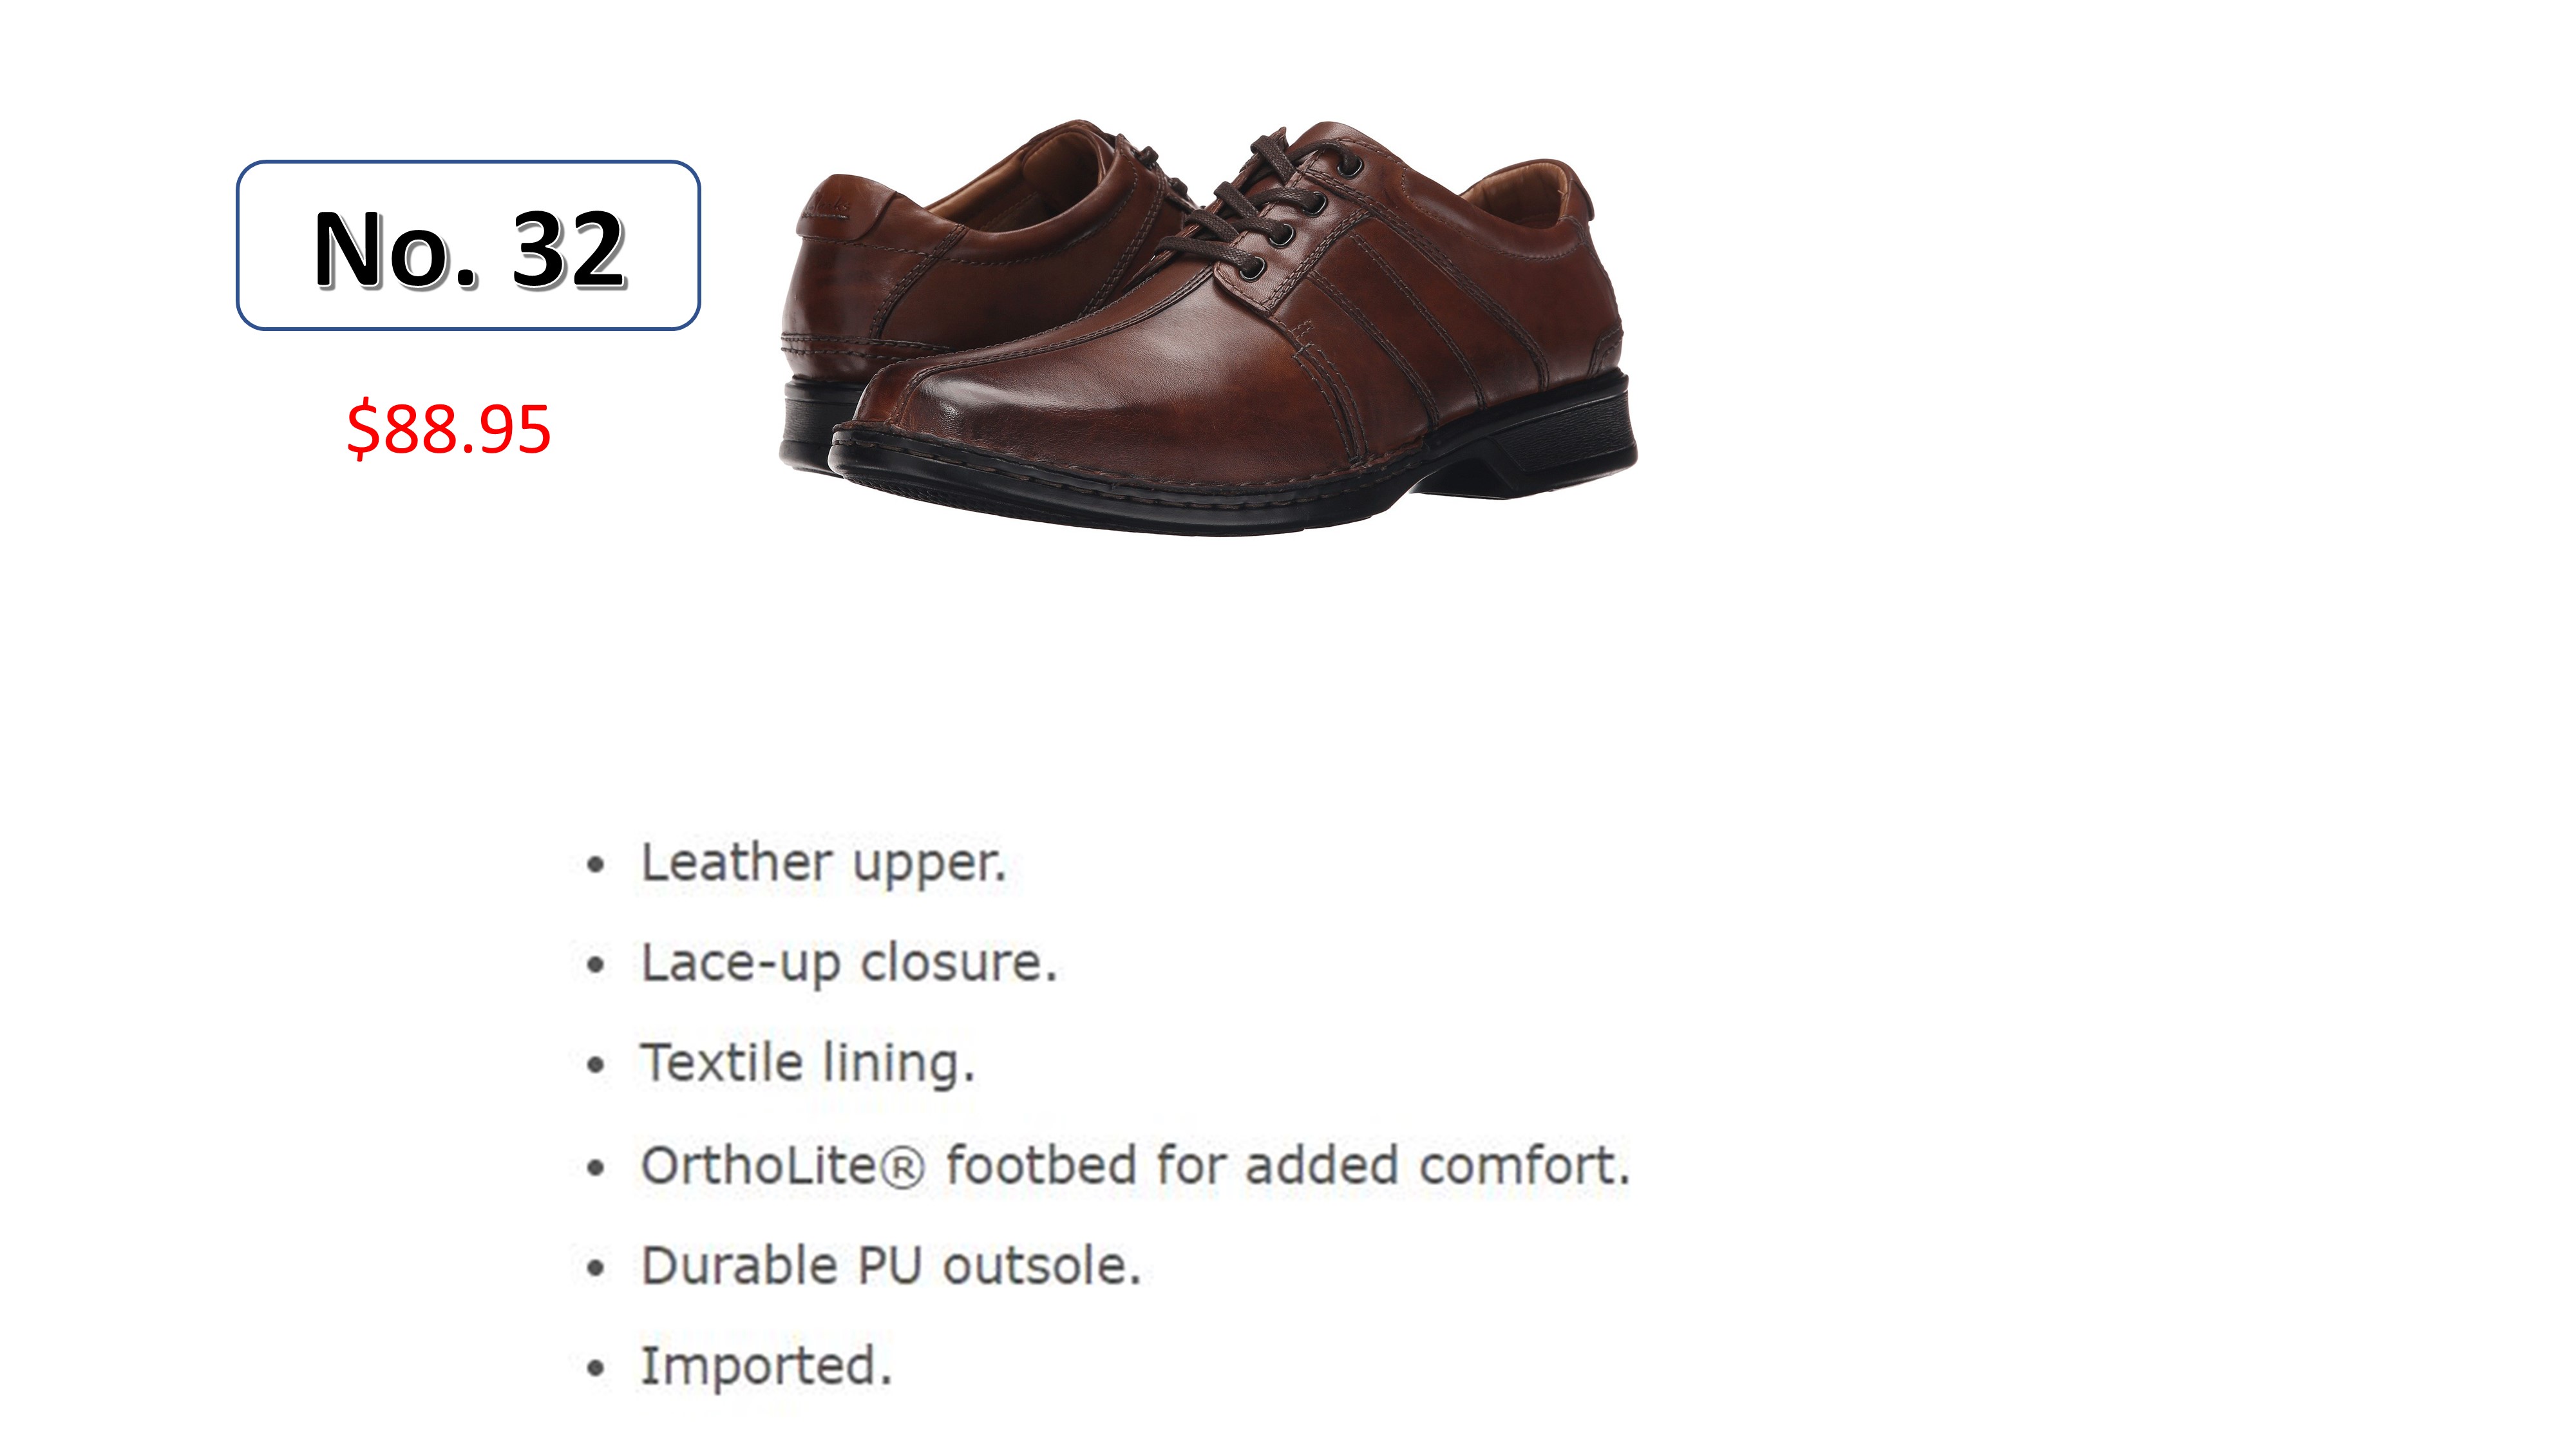 No. 32
$88.95
• Leather upper.
• Lace-up closure.
• Textile lining.
• OrthoLite® footbed for added comfort.
• Durable PU outsole.
• Imported.